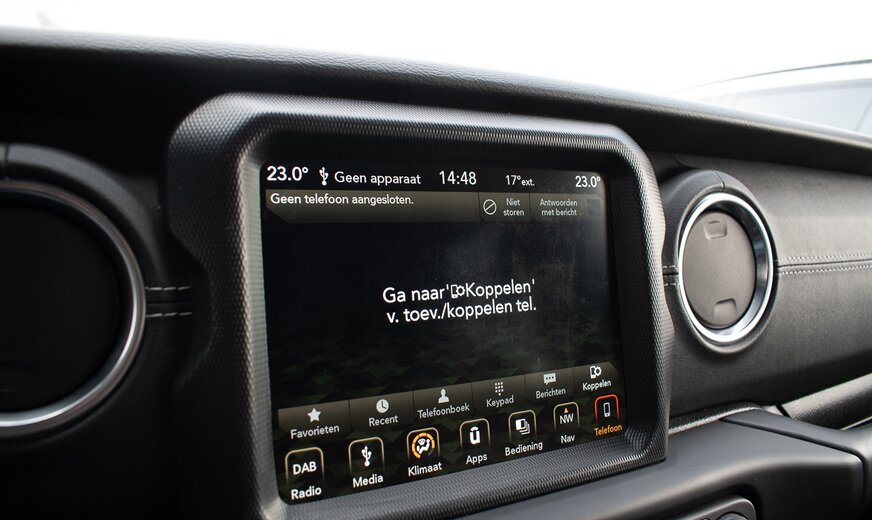 23.0° Geen apparaat 14:48 17°ext. 23.0°
Geen telefoon aangesloten.
Niet storen
Antwoorden met bericht
Ga naar'Koppelen'
v. toev./koppelen tel.
Favorieten Recent Telefoonboek Keypad Berichten Koppelen
DAB NW
Radio Media Klimaat Apps Bediening Nav Telefoon